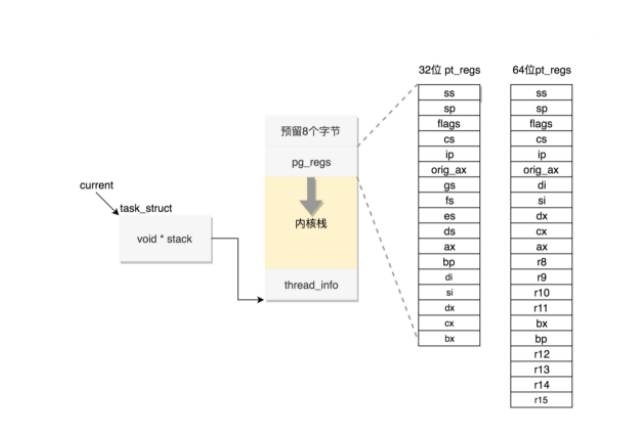 current
task_struct
void * stack
预留8个字节
pg_regs
内核栈
thread_info
32位 pt_regs
ss
sp
flags
cs
ip
orig_ax
gs
fs
es
ds
ax
bp
di
si
dx
cx
bx
64位pt_regs
ss
sp
flags
cs
ip
orig_ax
di
si
dx
cx
ax
r8
r9
r10
r11
bx
bp
r12
r13
r14
r15